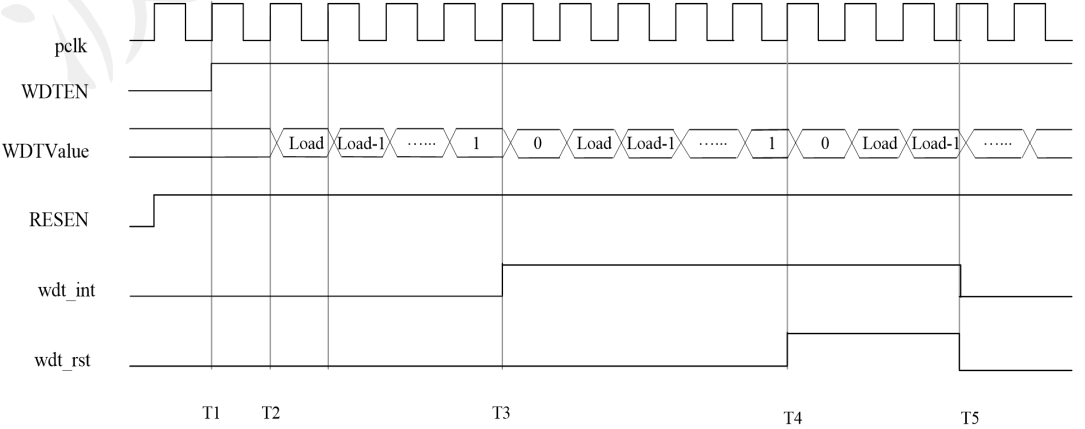 pclk
WDTEN
WDTValue Load Load-1 ...... 1 0 Load Load-1 ...... 1 0 Load Load-1 ......
RESEN
wdt_int
wdt_rst
T1 T2 T3 T4 T5